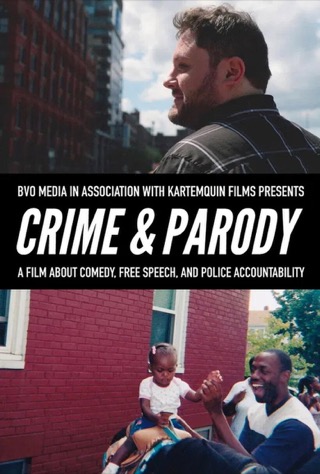 BVO MEDIA IN ASSOCIATION WITH KARTEMQUIN FILMS PRESENTS
CRIME & PARODY
A FILM ABOUT COMEDY, FREE SPEECH, AND POLICE ACCOUNTABILITY